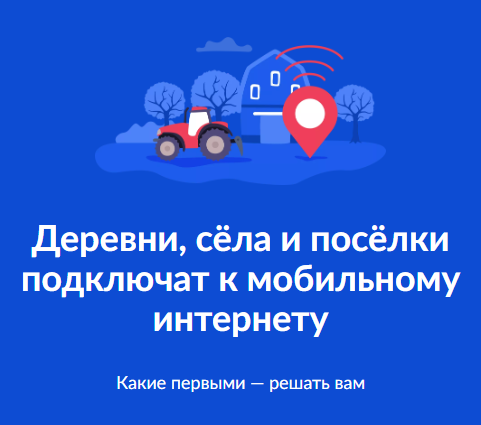 Деревни, сёла и посёлки
подключат к мобильному
интернету
Какие первыми — решать вам